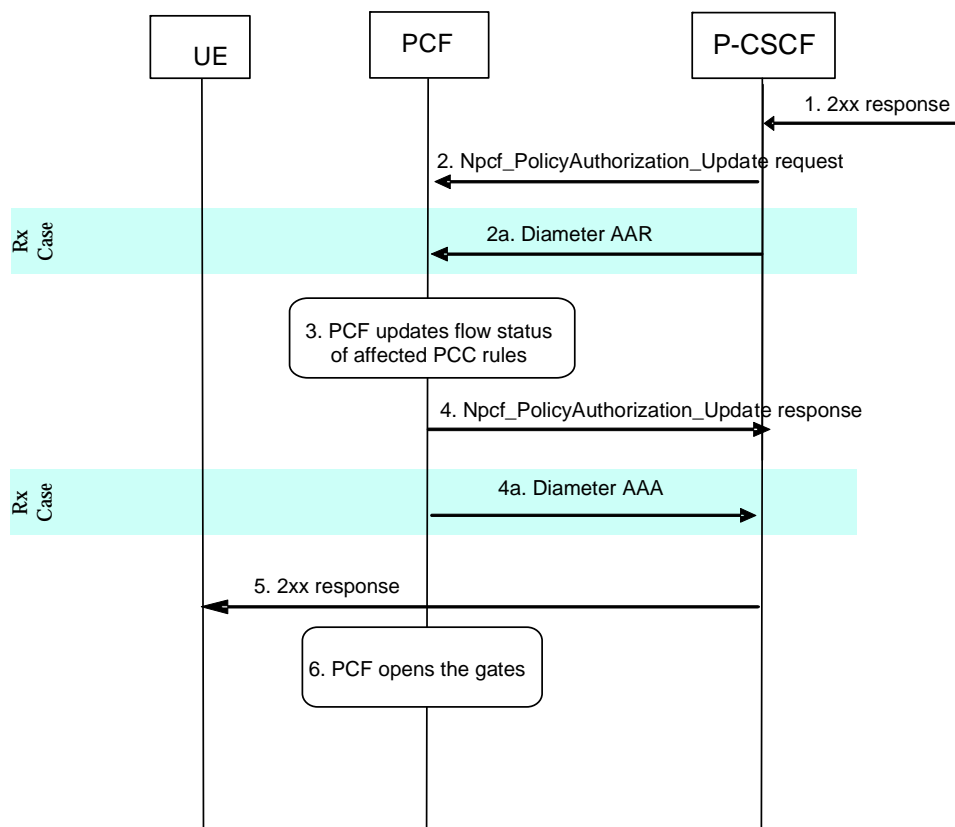 UE
PCF
P-CSCF
1. 2xx response
2. Npcf_PolicyAuthorization_Update request
Rx
Case
2a. Diameter AAR
3. PCF updates flow status
of affected PCC rules
4. Npcf_PolicyAuthorization_Update response
Rx
Case
4a. Diameter AAA
5. 2xx response
6. PCF opens the gates